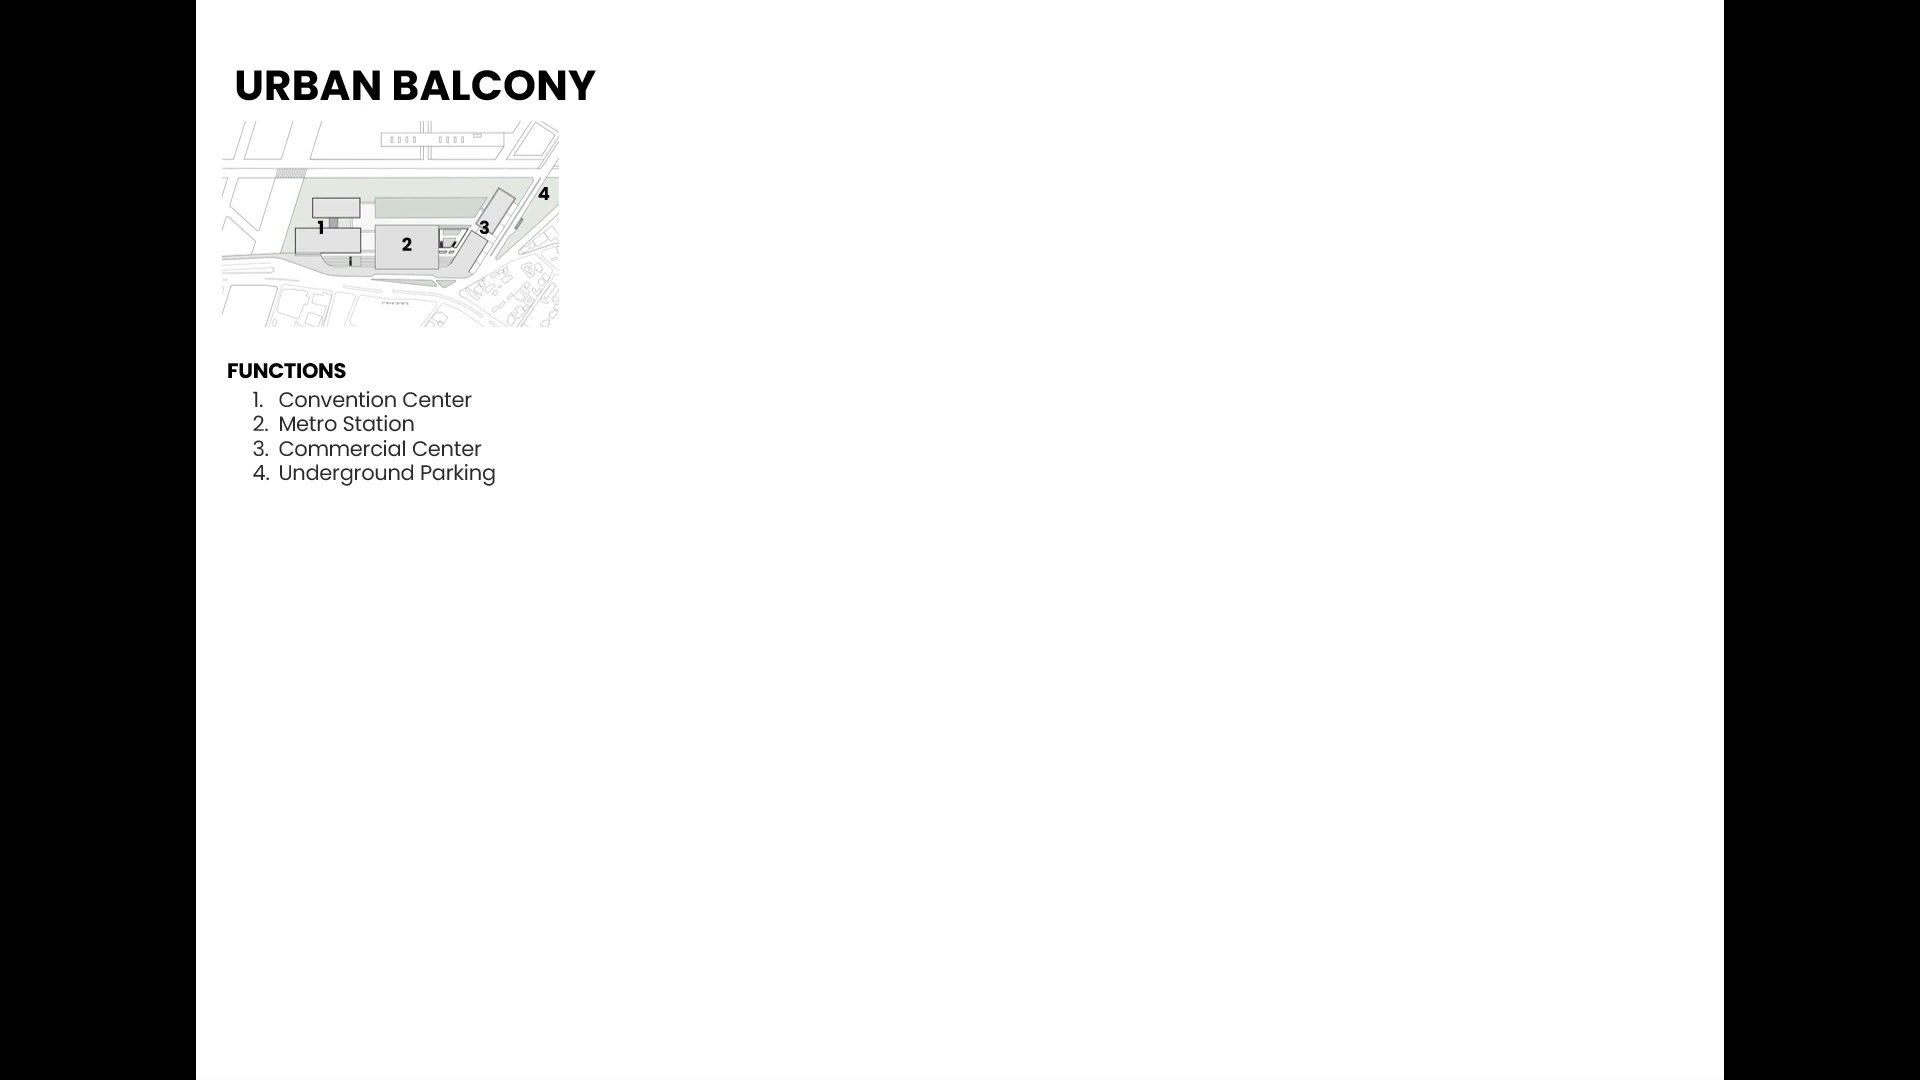 URBAN BALCONY
4
1
3
2
FUNCTIONS
1. Convention Center
2. Metro Station
3. Commercial Center
4. Underground Parking